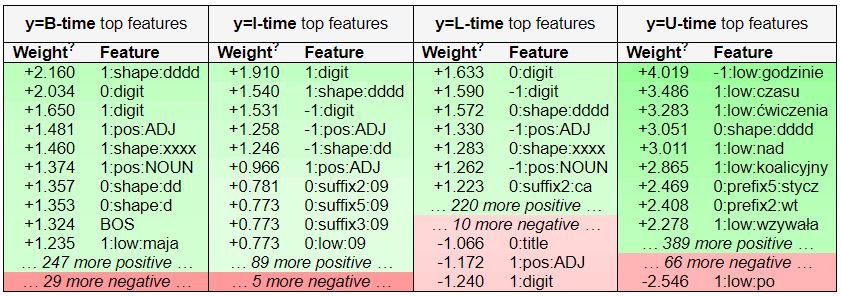 y=B-time top features y=I-time top features y=L-time top features y=U-time top features
Weight? Feature Weight? Feature Weight? Feature Weight? Feature
+2.160 1:shape:dddd +1.910 1:digit +1.633 0:digit +4.019 -1:low:godzinie
+2.034 0:digit +1.540 1:shape:dddd +1.590 -1:digit +3.486 1:low:czasu
+1.650 1:digit +1.531 -1:digit +1.572 0:shape:dddd +3.283 1:low:ćwiczenia
+1.481 1:pos:ADJ +1.258 -1:pos:ADJ +1.330 -1:pos:ADJ +3.051 0:shape:dddd
+1.460 1:shape:xxxx +1.246 -1:shape:dd +1.283 0:shape:xxxx +3.011 1:low:nad
+1.374 1:pos:NOUN +0.966 1:pos:ADJ +1.262 -1:pos:NOUN +2.865 1:low:koalicyjny
+1.357 0:shape:dd +0.781 0:suffix2:09 +1.223 0:suffix2:ca +2.469 0:prefix5:stycz
+1.353 0:shape:d +0.773 0:suffix5:09 … 220 more positive … +2.408 0:prefix2:wt
+1.324 BOS +0.773 0:suffix3:09 … 10 more negative … +2.278 1:low:wzywała
+1.235 1:low:maja +0.773 0:low:09 -1.066 0:title … 389 more positive …
… 247 more positive … … 89 more positive … -1.172 1:pos:ADJ … 66 more negative …
… 29 more negative … … 5 more negative … -1.240 1:digit -2.546 1:low:po